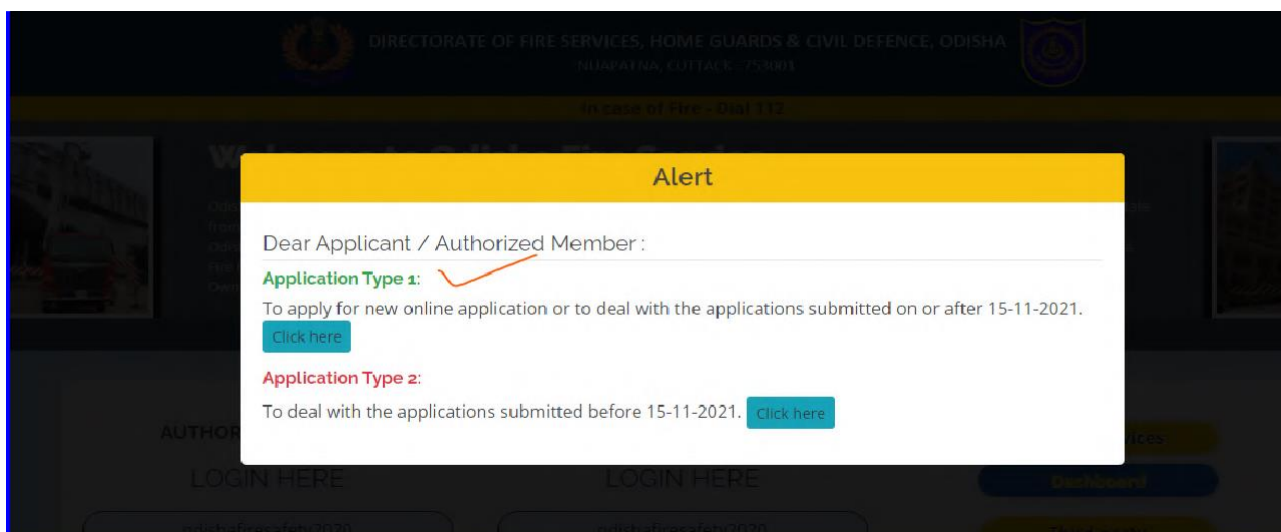 DIRECTORATE OF FIRE SERVICES, HOME GUARDS & CIVIL DEFENCE, ODISHA
NUAPATNA, CUTTACK - 753001
In case of Fire - Dial 112
Alert
Dear Applicant / Authorized Member :
Application Type 1:
To apply for new online application or to deal with the applications submitted on or after 15-11-2021.
Click here
Application Type 2:
To deal with the applications submitted before 15-11-2021. Click here
AUTHOR
LOGIN HERE LOGIN HERE Dashboard
odishafiresafety2020 odishafiresafety2020